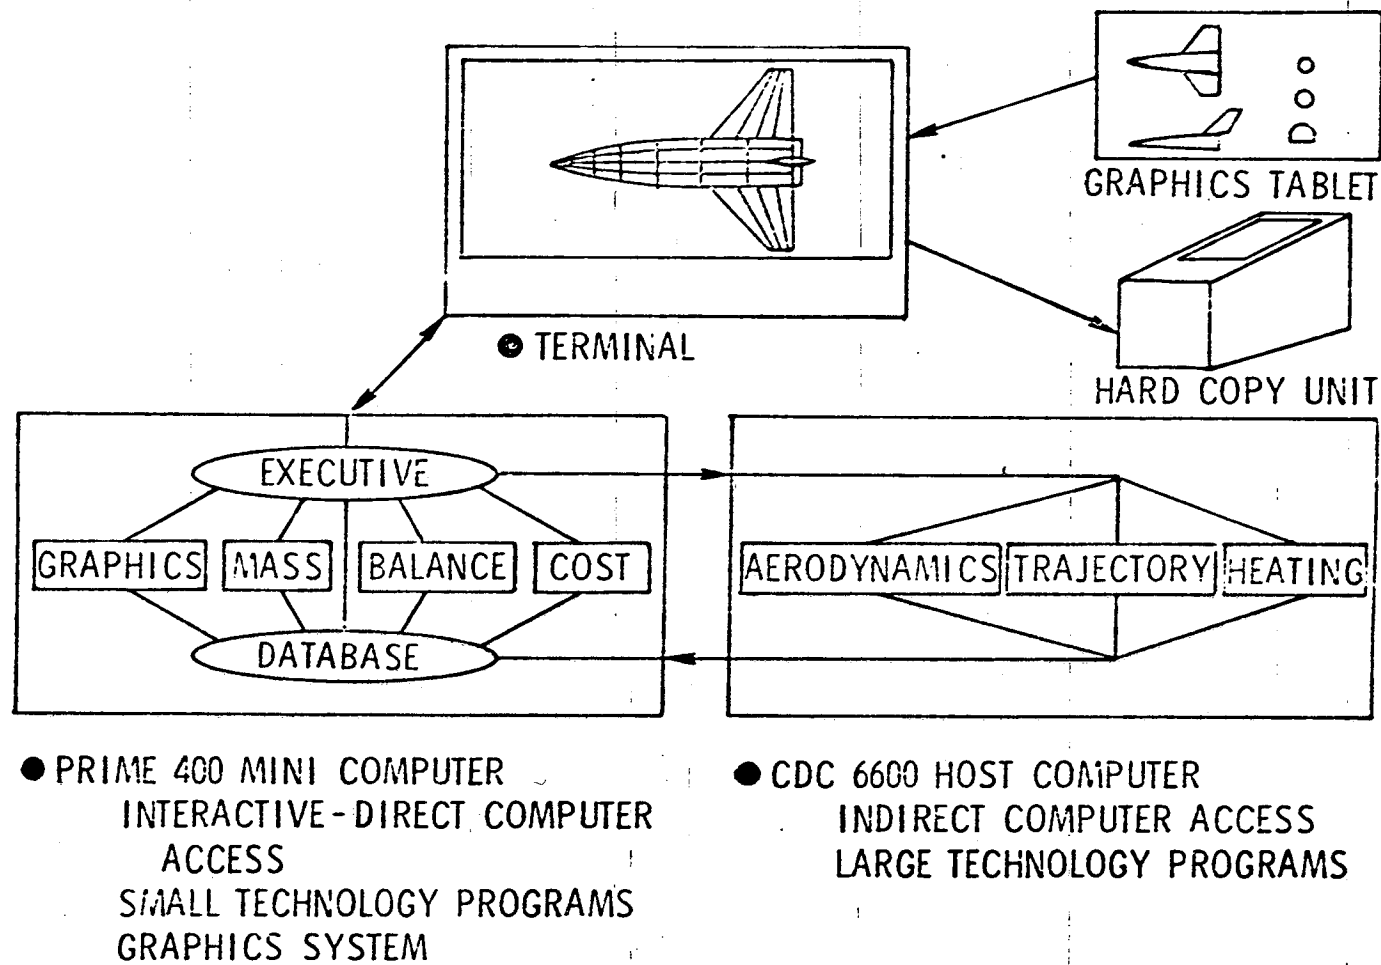 GRAPHICS TABLET
HARD COPY UNIT
● TERMINAL
EXECUTIVE
GRAPHICS
MASS
BALANCE
COST
DATABASE
AERODYNAMICS
TRAJECTORY
HEATING
● PRIME 400 MINI COMPUTER
INTERACTIVE-DIRECT COMPUTER
ACCESS
SMALL TECHNOLOGY PROGRAMS
GRAPHICS SYSTEM
● CDC 6600 HOST COMPUTER
INDIRECT COMPUTER ACCESS
LARGE TECHNOLOGY PROGRAMS